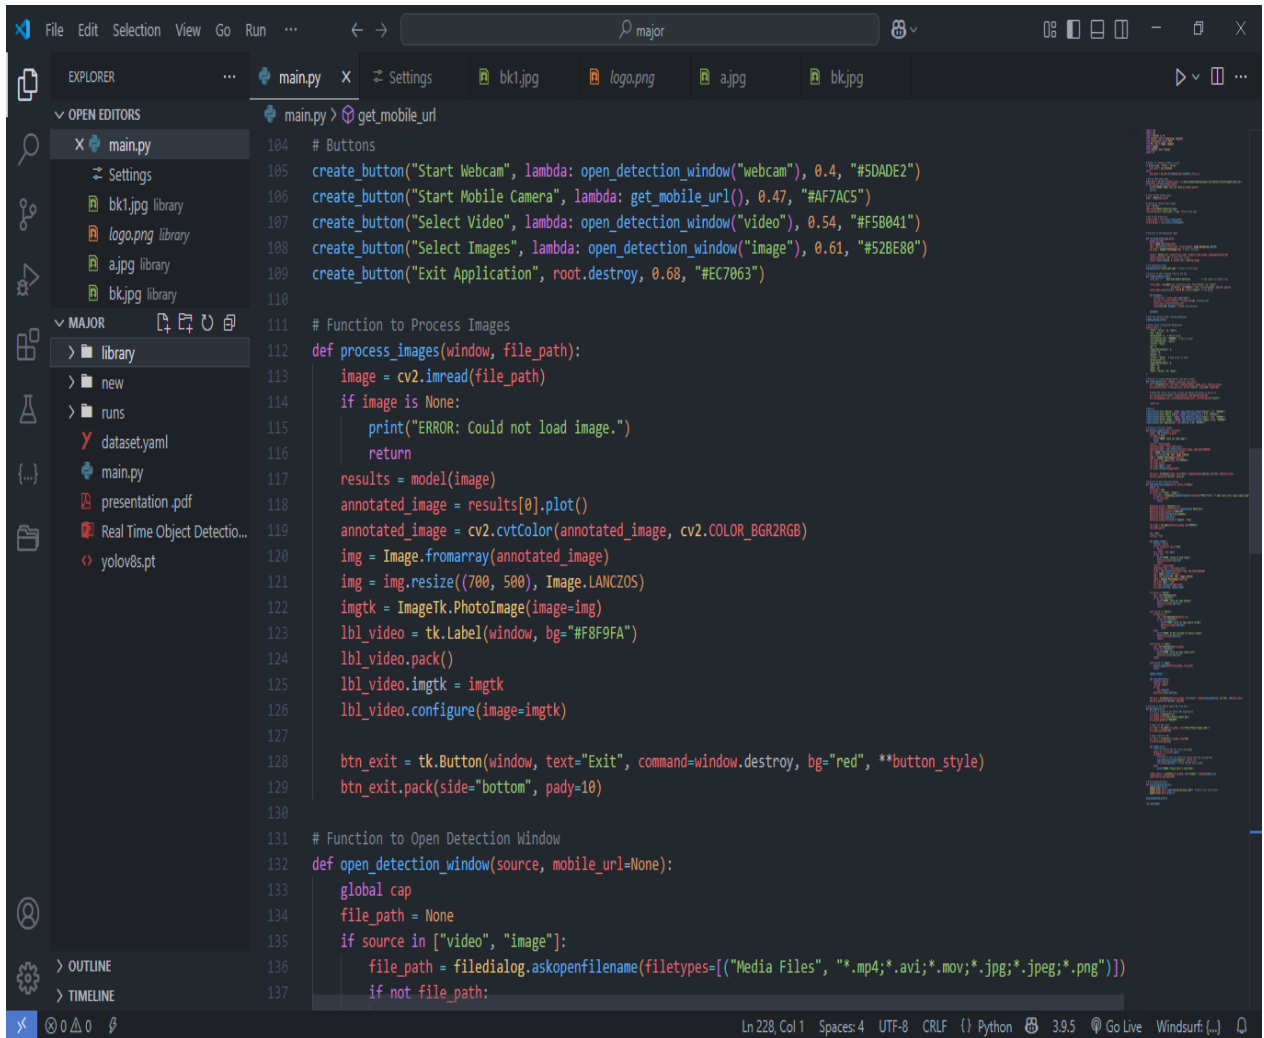 File Edit Selection View Go Run ··· major
EXPLORER ··· main.py X Settings bk1.jpg logo.png a.jpg bk.jpg ···
OPEN EDITORS
X main.py
Settings
bk1.jpg library
logo.png library
a.jpg library
bk.jpg library
MAJOR
library
new
runs
dataset.yaml
main.py
presentation .pdf
Real Time Object Detectio...
yolov8s.pt
OUTLINE
TIMELINE
main.py > get_mobile_url
104 # Buttons
105 create_button("Start Webcam", lambda: open_detection_window("webcam"), 0.4, "#5DADE2")
106 create_button("Start Mobile Camera", lambda: get_mobile_url(), 0.47, "#AF7AC5")
107 create_button("Select Video", lambda: open_detection_window("video"), 0.54, "#F5B041")
108 create_button("Select Images", lambda: open_detection_window("image"), 0.61, "#52BE80")
109 create_button("Exit Application", root.destroy, 0.68, "#EC7063")
110
111 # Function to Process Images
112 def process_images(window, file_path):
113 image = cv2.imread(file_path)
114 if image is None:
115 print("ERROR: Could not load image.")
116 return
117 results = model(image)
118 annotated_image = results[0].plot()
119 annotated_image = cv2.cvtColor(annotated_image, cv2.COLOR_BGR2RGB)
120 img = Image.fromarray(annotated_image)
121 img = img.resize((700, 500), Image.LANCZOS)
122 imgtk = ImageTk.PhotoImage(image=img)
123 lbl_video = tk.Label(window, bg="#F8F9FA")
124 lbl_video.pack()
125 lbl_video.imgtk = imgtk
126 lbl_video.configure(image=imgtk)
127
128 btn_exit = tk.Button(window, text="Exit", command=window.destroy, bg="red", **button_style)
129 btn_exit.pack(side="bottom", pady=10)
130
131 # Function to Open Detection Window
132 def open_detection_window(source, mobile_url=None):
133 global cap
134 file_path = None
135 if source in ["video", "image"]:
136 file_path = filedialog.askopenfilename(filetypes=[("Media Files", "*.mp4;*.avi;*.mov;*.jpg;*.jpeg;*.png")])
137 if not file_path:
0 0 Ln 228, Col 1 Spaces: 4 UTF-8 CRLF {} Python 3.9.5 Go Live Windsurf: {...}